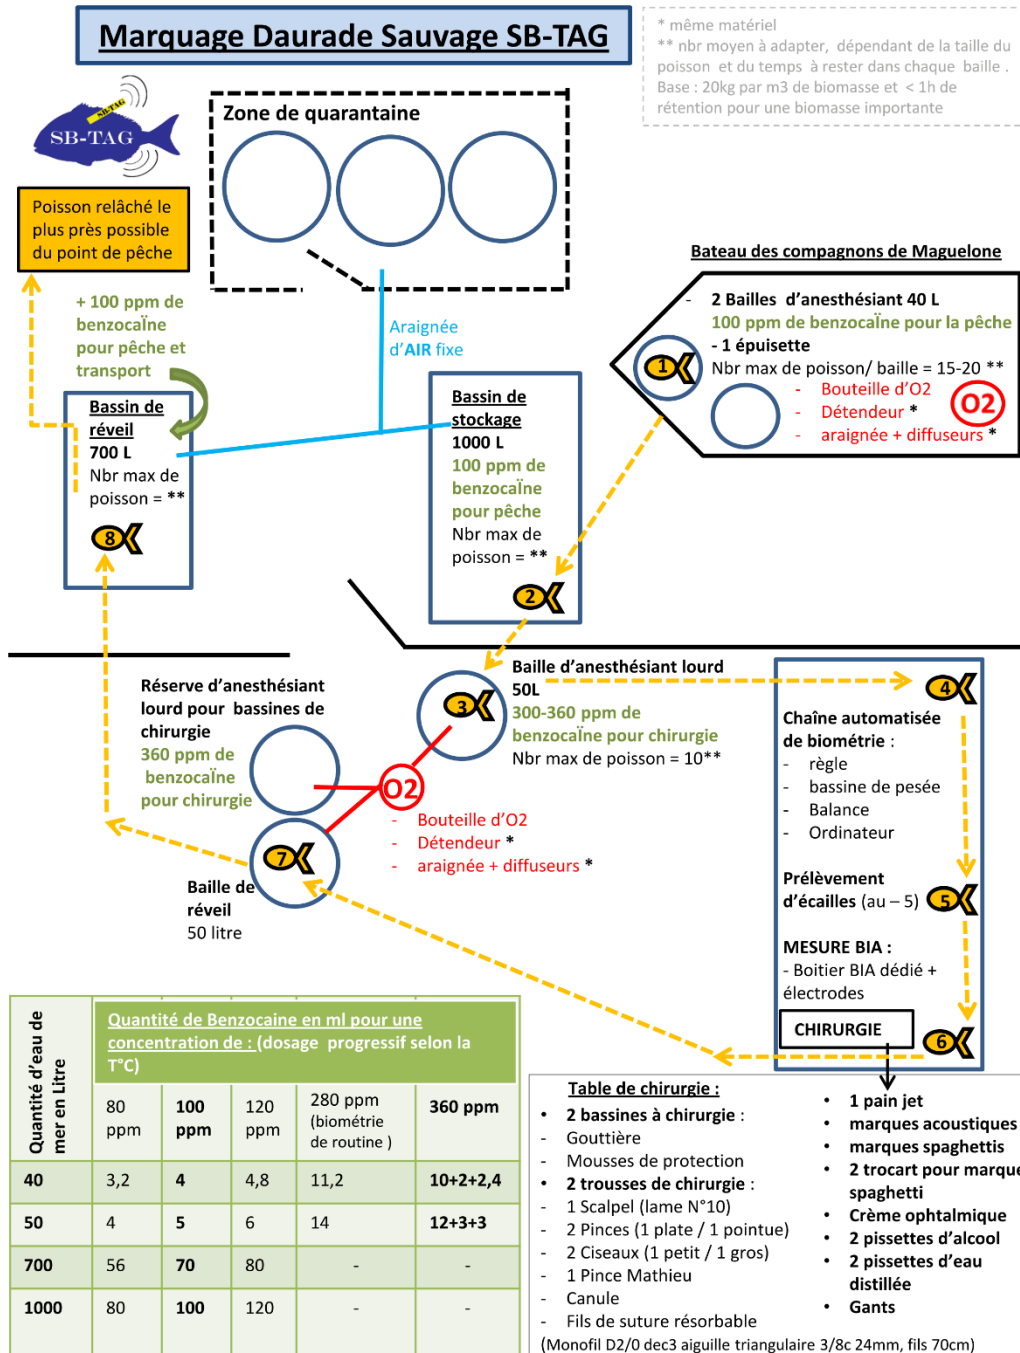 Marquage Daurade Sauvage SB-TAG
* même matériel
** nbr moyen à adapter, dépendant de la taille du
poisson et du temps à rester dans chaque baille .
Base : 20kg par m3 de biomasse et < 1h de
rétention pour une biomasse importante
SB-TAG
SB-TAG
Zone de quarantaine
Poisson relâché le
plus près possible
du point de pêche
+ 100 ppm de
benzocaÏne
pour pêche et
transport
Araignée
d'AIR fixe
Bateau des compagnons de Maguelone
- 2 Bailles d'anesthésiant 40 L
100 ppm de benzocaÏne pour la pêche
- 1 épuisette
Nbr max de poisson/ baille = 15-20 **
- Bouteille d'O2
- Détendeur *
- araignée + diffuseurs *
O2
1
Bassin de
réveil
700 L
Nbr max de
poisson = **
8
Bassin de
stockage
1000 L
100 ppm de
benzocaÏne
pour pêche
Nbr max de
poisson = **
2
Baille d'anesthésiant lourd
50L
300-360 ppm de
benzocaÏne pour chirurgie
Nbr max de poisson = 10**
3
Réserve d'anesthésiant
lourd pour bassines de
chirurgie
360 ppm de
benzocaÏne
pour chirurgie
O2
- Bouteille d'O2
- Détendeur *
- araignée + diffuseurs *
7
Baille de
réveil
50 litre
4
Chaîne automatisée
de biométrie :
- règle
- bassine de pesée
- Balance
- Ordinateur
Prélèvement
d'écailles (au – 5)
5
MESURE BIA :
- Boitier BIA dédié +
électrodes
CHIRURGIE
6
Quantité d'eau de
mer en Litre
Quantité de Benzocaine en ml pour une
concentration de : (dosage progressif selon la
T°C)
80 ppm 100 ppm 120 ppm 280 ppm (biométrie de routine ) 360 ppm
40 3,2 4 4,8 11,2 10+2+2,4
50 4 5 6 14 12+3+3
700 56 70 80 - -
1000 80 100 120 - -
Table de chirurgie :
• 2 bassines à chirurgie :
- Gouttière
- Mousses de protection
• 2 trousses de chirurgie :
- 1 Scalpel (lame N°10)
- 2 Pinces (1 plate / 1 pointue)
- 2 Ciseaux (1 petit / 1 gros)
- 1 Pince Mathieu
- Canule
- Fils de suture résorbable
(Monofil D2/0 dec3 aiguille triangulaire 3/8c 24mm, fils 70cm)
• 1 pain jet
• marques acoustiques
• marques spaghettis
• 2 trocart pour marque
spaghetti
• Crème ophtalmique
• 2 pissettes d'alcool
• 2 pissettes d'eau
distillée
• Gants